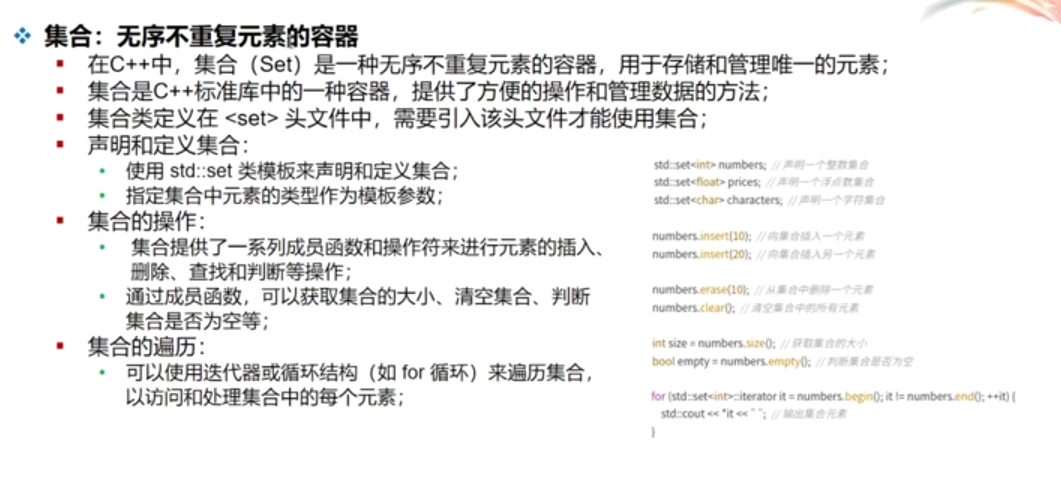 集合：无序不重复元素的容器
在C++中，集合（Set）是一种无序不重复元素的容器，用于存储和管理唯一的元素；
集合是C++标准库中的一种容器，提供了方便的操作和管理数据的方法；
集合类定义在 <set> 头文件中，需要引入该头文件才能使用集合；
声明和定义集合：
使用 std::set 类模板来声明和定义集合；
指定集合中元素的类型作为模板参数；
集合的操作：
集合提供了一系列成员函数和操作符来进行元素的插入、
删除、查找和判断等操作；
通过成员函数，可以获取集合的大小、清空集合、判断
集合是否为空等；
集合的遍历：
可以使用迭代器或循环结构（如 for 循环）来遍历集合，
以访问和处理集合中的每个元素；
std::set<int> numbers; // 声明一个整数集合
std::set<float> prices; // 声明一个浮点数集合
std::set<char> characters; // 声明一个字符集合
numbers.insert(10); // 向集合插入一个元素
numbers.insert(20); // 向集合插入另一个元素
numbers.erase(10); // 从集合中删除一个元素
numbers.clear(); // 清空集合中的所有元素
int size = numbers.size(); // 获取集合的大小
bool empty = numbers.empty(); // 判断集合是否为空
for (std::set<int>::iterator it = numbers.begin(); it != numbers.end(); ++it) {
std::cout << *it << " "; // 输出集合元素
}